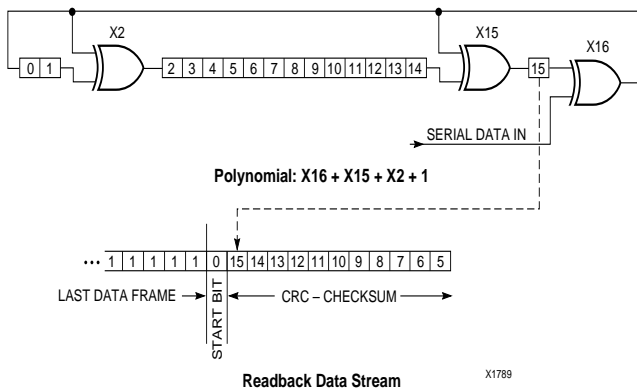 X2 X15 X16
0 1 2 3 4 5 6 7 8 9 10 11 12 13 14 15
SERIAL DATA IN
Polynomial: X16 + X15 + X2 + 1
••• 1 1 1 1 1 0 15 14 13 12 11 10 9 8 7 6 5
LAST DATA FRAME
START BIT
CRC – CHECKSUM
Readback Data Stream
X1789